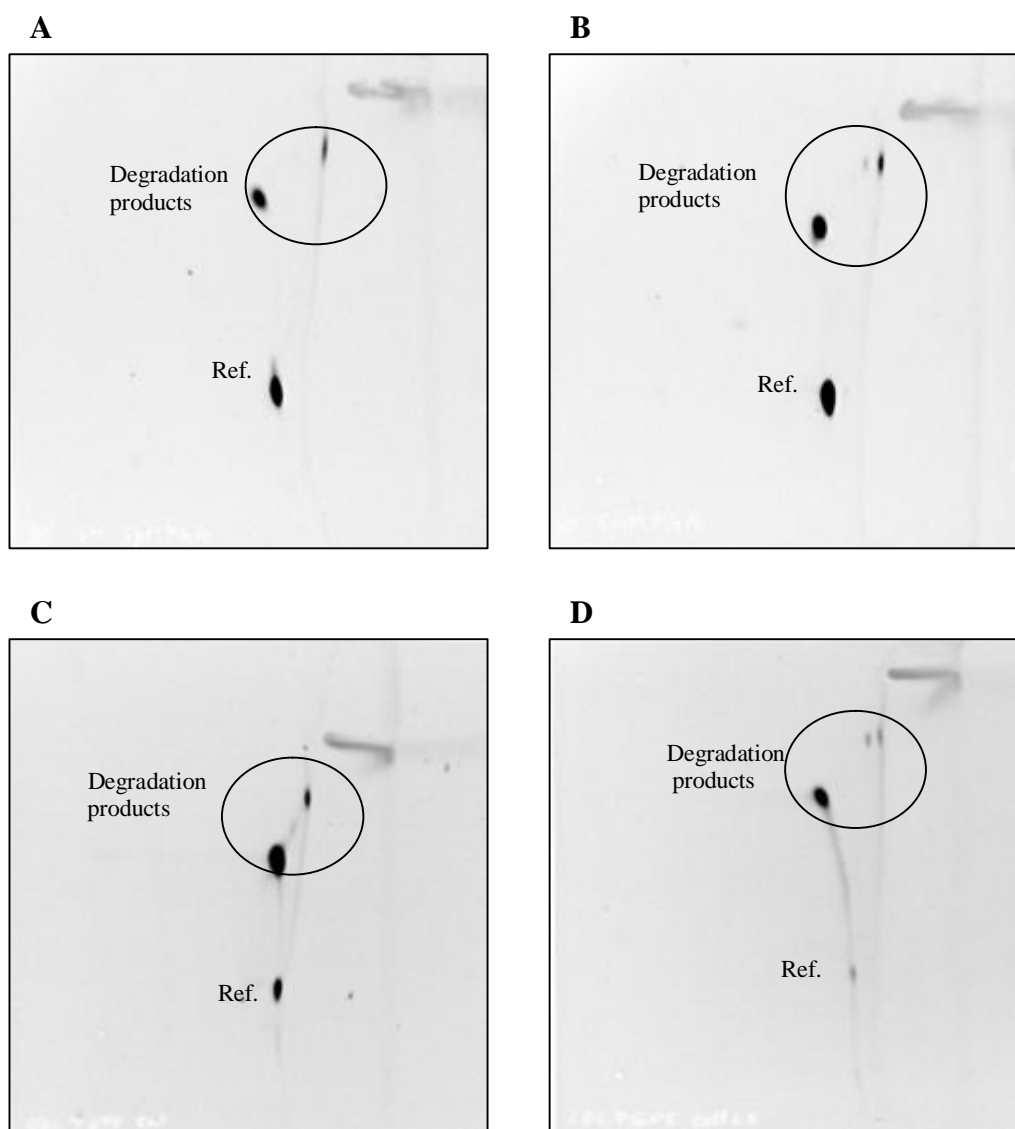 A
Degradation
products
Ref.
B
Degradation
products
Ref.
C
Degradation
products
Ref.
D
Degradation
products
Ref.